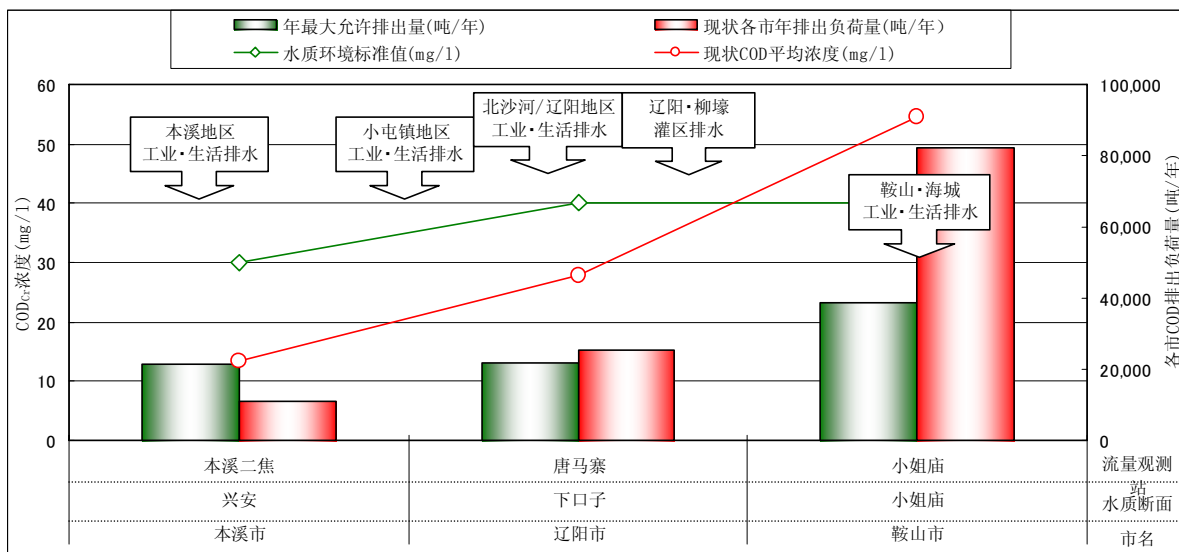 年最大允许排出量(吨/年)
现状各市年排出负荷量(吨/年)
水质环境标准值(mg/l)
现状COD平均浓度(mg/l)
60
50
40
30
20
10
0
CODCr浓度(mg/l)
100,000
80,000
60,000
40,000
20,000
0
各市COD排出负荷量(吨/年)
本溪地区
工业·生活排水
小屯镇地区
工业·生活排水
北沙河/辽阳地区
工业·生活排水
辽阳·柳壕
灌区排水
鞍山·海城
工业·生活排水
本溪二焦
唐马寨
小姐庙
流量观测
站
兴安
下口子
小姐庙
水质断面
本溪市
辽阳市
鞍山市
市名